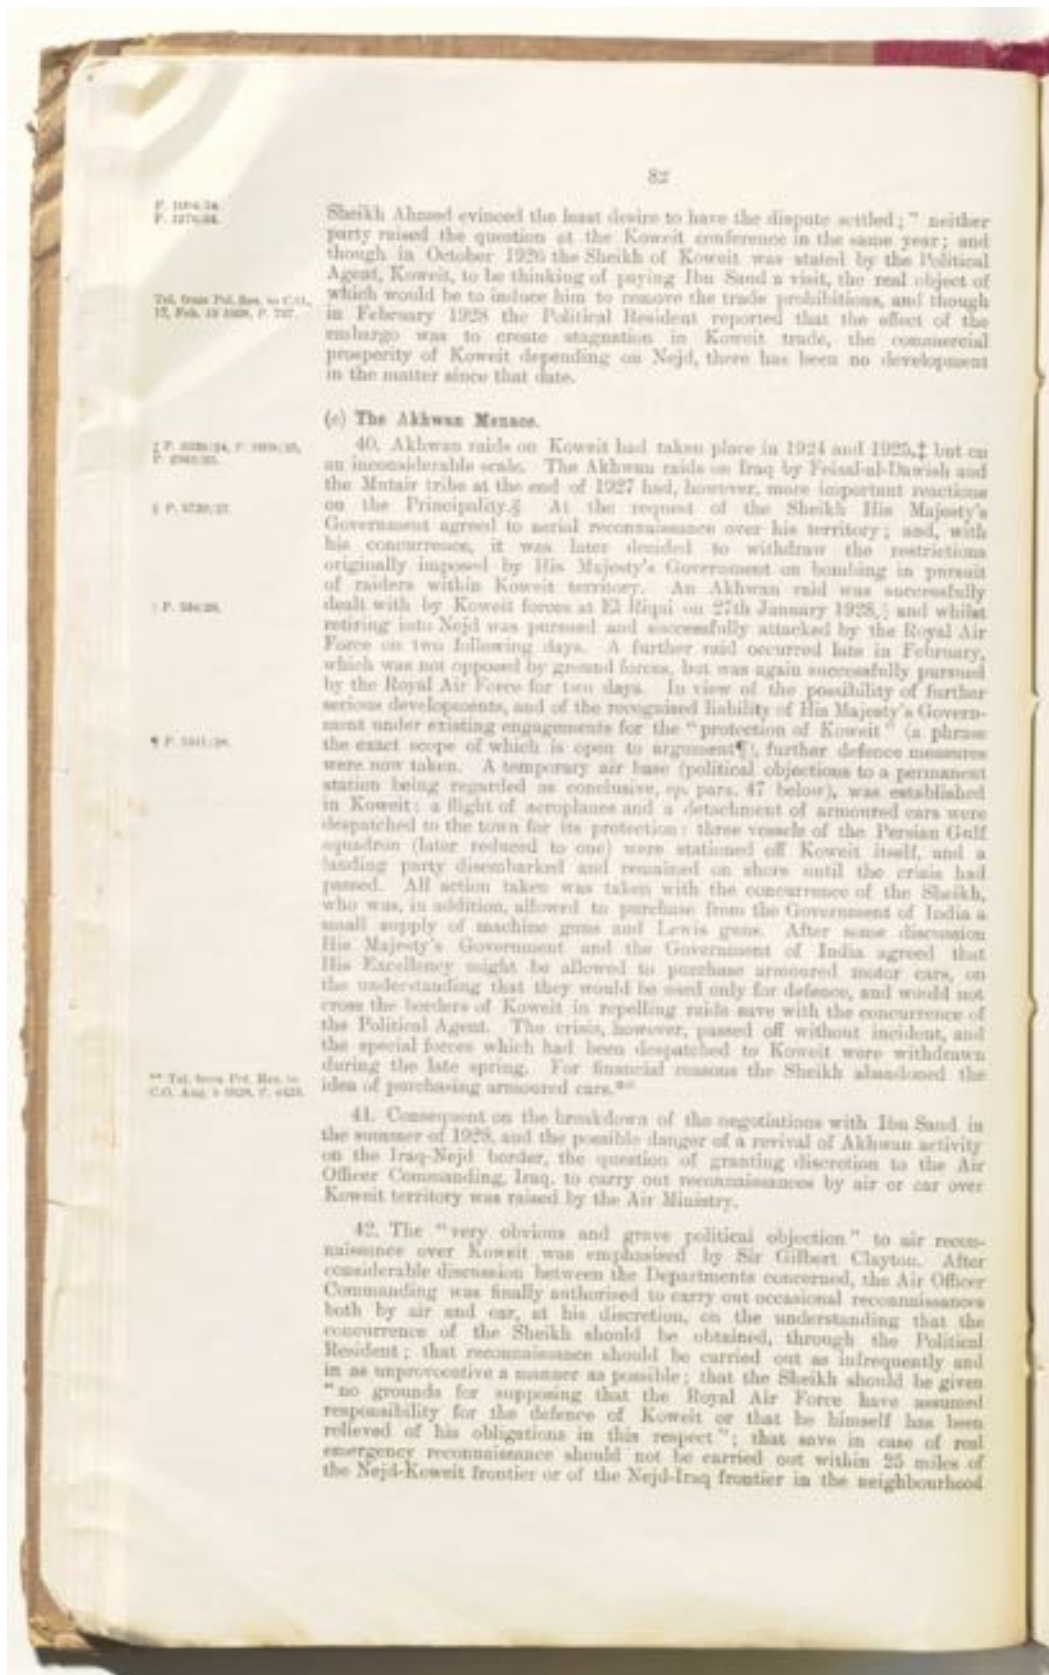 82
Sheikh Ahmed evinced the least desire to have the dispute settled; " neither
party raised the question at the Koweit conference in the same year; and
though in October 1926 the Sheikh of Koweit was stated by the Political
Agent, Koweit, to be thinking of paying Ibn Saud a visit, the real object of
Tel. from Pol. Res. to C.O.,
which would be to induce him to remove the trade prohibitions, and though
in February 1928 the Political Resident reported that the effect of the
embargo was to create stagnation in Koweit trade, the commercial
prosperity of Koweit depending on Nejd, there has been no development
in the matter since that date.
(c) The Akhwan Menace.
40. Akhwan raids on Koweit had taken place in 1924 and 1925,‡ but on
an inconsiderable scale. The Akhwan raids on Iraq by Feisal-ul-Dawish and
the Mutair tribe at the end of 1927 had, however, more important reactions
on the Principality.§ At the request of the Sheikh His Majesty's
Government agreed to aerial reconnaissance over his territory; and, with
his concurrence, it was later decided to withdraw the restrictions
originally imposed by His Majesty's Government on bombing in pursuit
of raiders within Koweit territory. An Akhwan raid was successfully
dealt with by Koweit forces at El Riqai on 27th January 1928, and whilst
retiring into Nejd was pursued and successfully attacked by the Royal Air
Force on two following days. A further raid occurred late in February,
which was not opposed by ground forces, but was again successfully pursued
by the Royal Air Force for two days. In view of the possibility of further
serious developments, and of the recognised liability of His Majesty's Govern-
ment under existing engagements for the "protection of Koweit" (a phrase
the exact scope of which is open to argument¶), further defence measures
were now taken. A temporary air base (political objections to a permanent
station being regarded as conclusive, cp. para. 47 below), was established
in Koweit: a flight of aeroplanes and a detachment of armoured cars were
despatched to the town for its protection: three vessels of the Persian Gulf
squadron (later reduced to one) were stationed off Koweit itself, and a
landing party disembarked and remained on shore until the crisis had
passed. All action taken was taken with the concurrence of the Sheikh,
who was, in addition, allowed to purchase from the Government of India a
small supply of machine guns and Lewis guns. After some discussion
His Majesty's Government and the Government of India agreed that
His Excellency might be allowed to purchase armoured motor cars, on
the understanding that they would be used only for defence, and would not
cross the borders of Koweit in repelling raids save with the concurrence of
the Political Agent. The crisis, however, passed off without incident, and
the special forces which had been despatched to Koweit were withdrawn
during the late spring. For financial reasons the Sheikh abandoned the
** Tel. from Pol. Res. to
idea of purchasing armoured cars.**
41. Consequent on the breakdown of the negotiations with Ibn Saud in
the summer of 1928, and the possible danger of a revival of Akhwan activity
on the Iraq-Nejd border, the question of granting discretion to the Air
Officer Commanding, Iraq, to carry out reconnaissances by air or car over
Koweit territory was raised by the Air Ministry.
42. The "very obvious and grave political objection" to air recon-
naissance over Koweit was emphasised by Sir Gilbert Clayton. After
considerable discussion between the Departments concerned, the Air Officer
Commanding was finally authorised to carry out occasional reconnaissances
both by air and car, at his discretion, on the understanding that the
concurrence of the Sheikh should be obtained, through the Political
Resident; that reconnaissance should be carried out as infrequently and
in as unprovocative a manner as possible; that the Sheikh should be given
"no grounds for supposing that the Royal Air Force have assumed
responsibility for the defence of Koweit or that he himself has been
relieved of his obligations in this respect"; that save in case of real
emergency reconnaissance should not be carried out within 25 miles of
the Nejd-Koweit frontier or of the Nejd-Iraq frontier in the neighbourhood